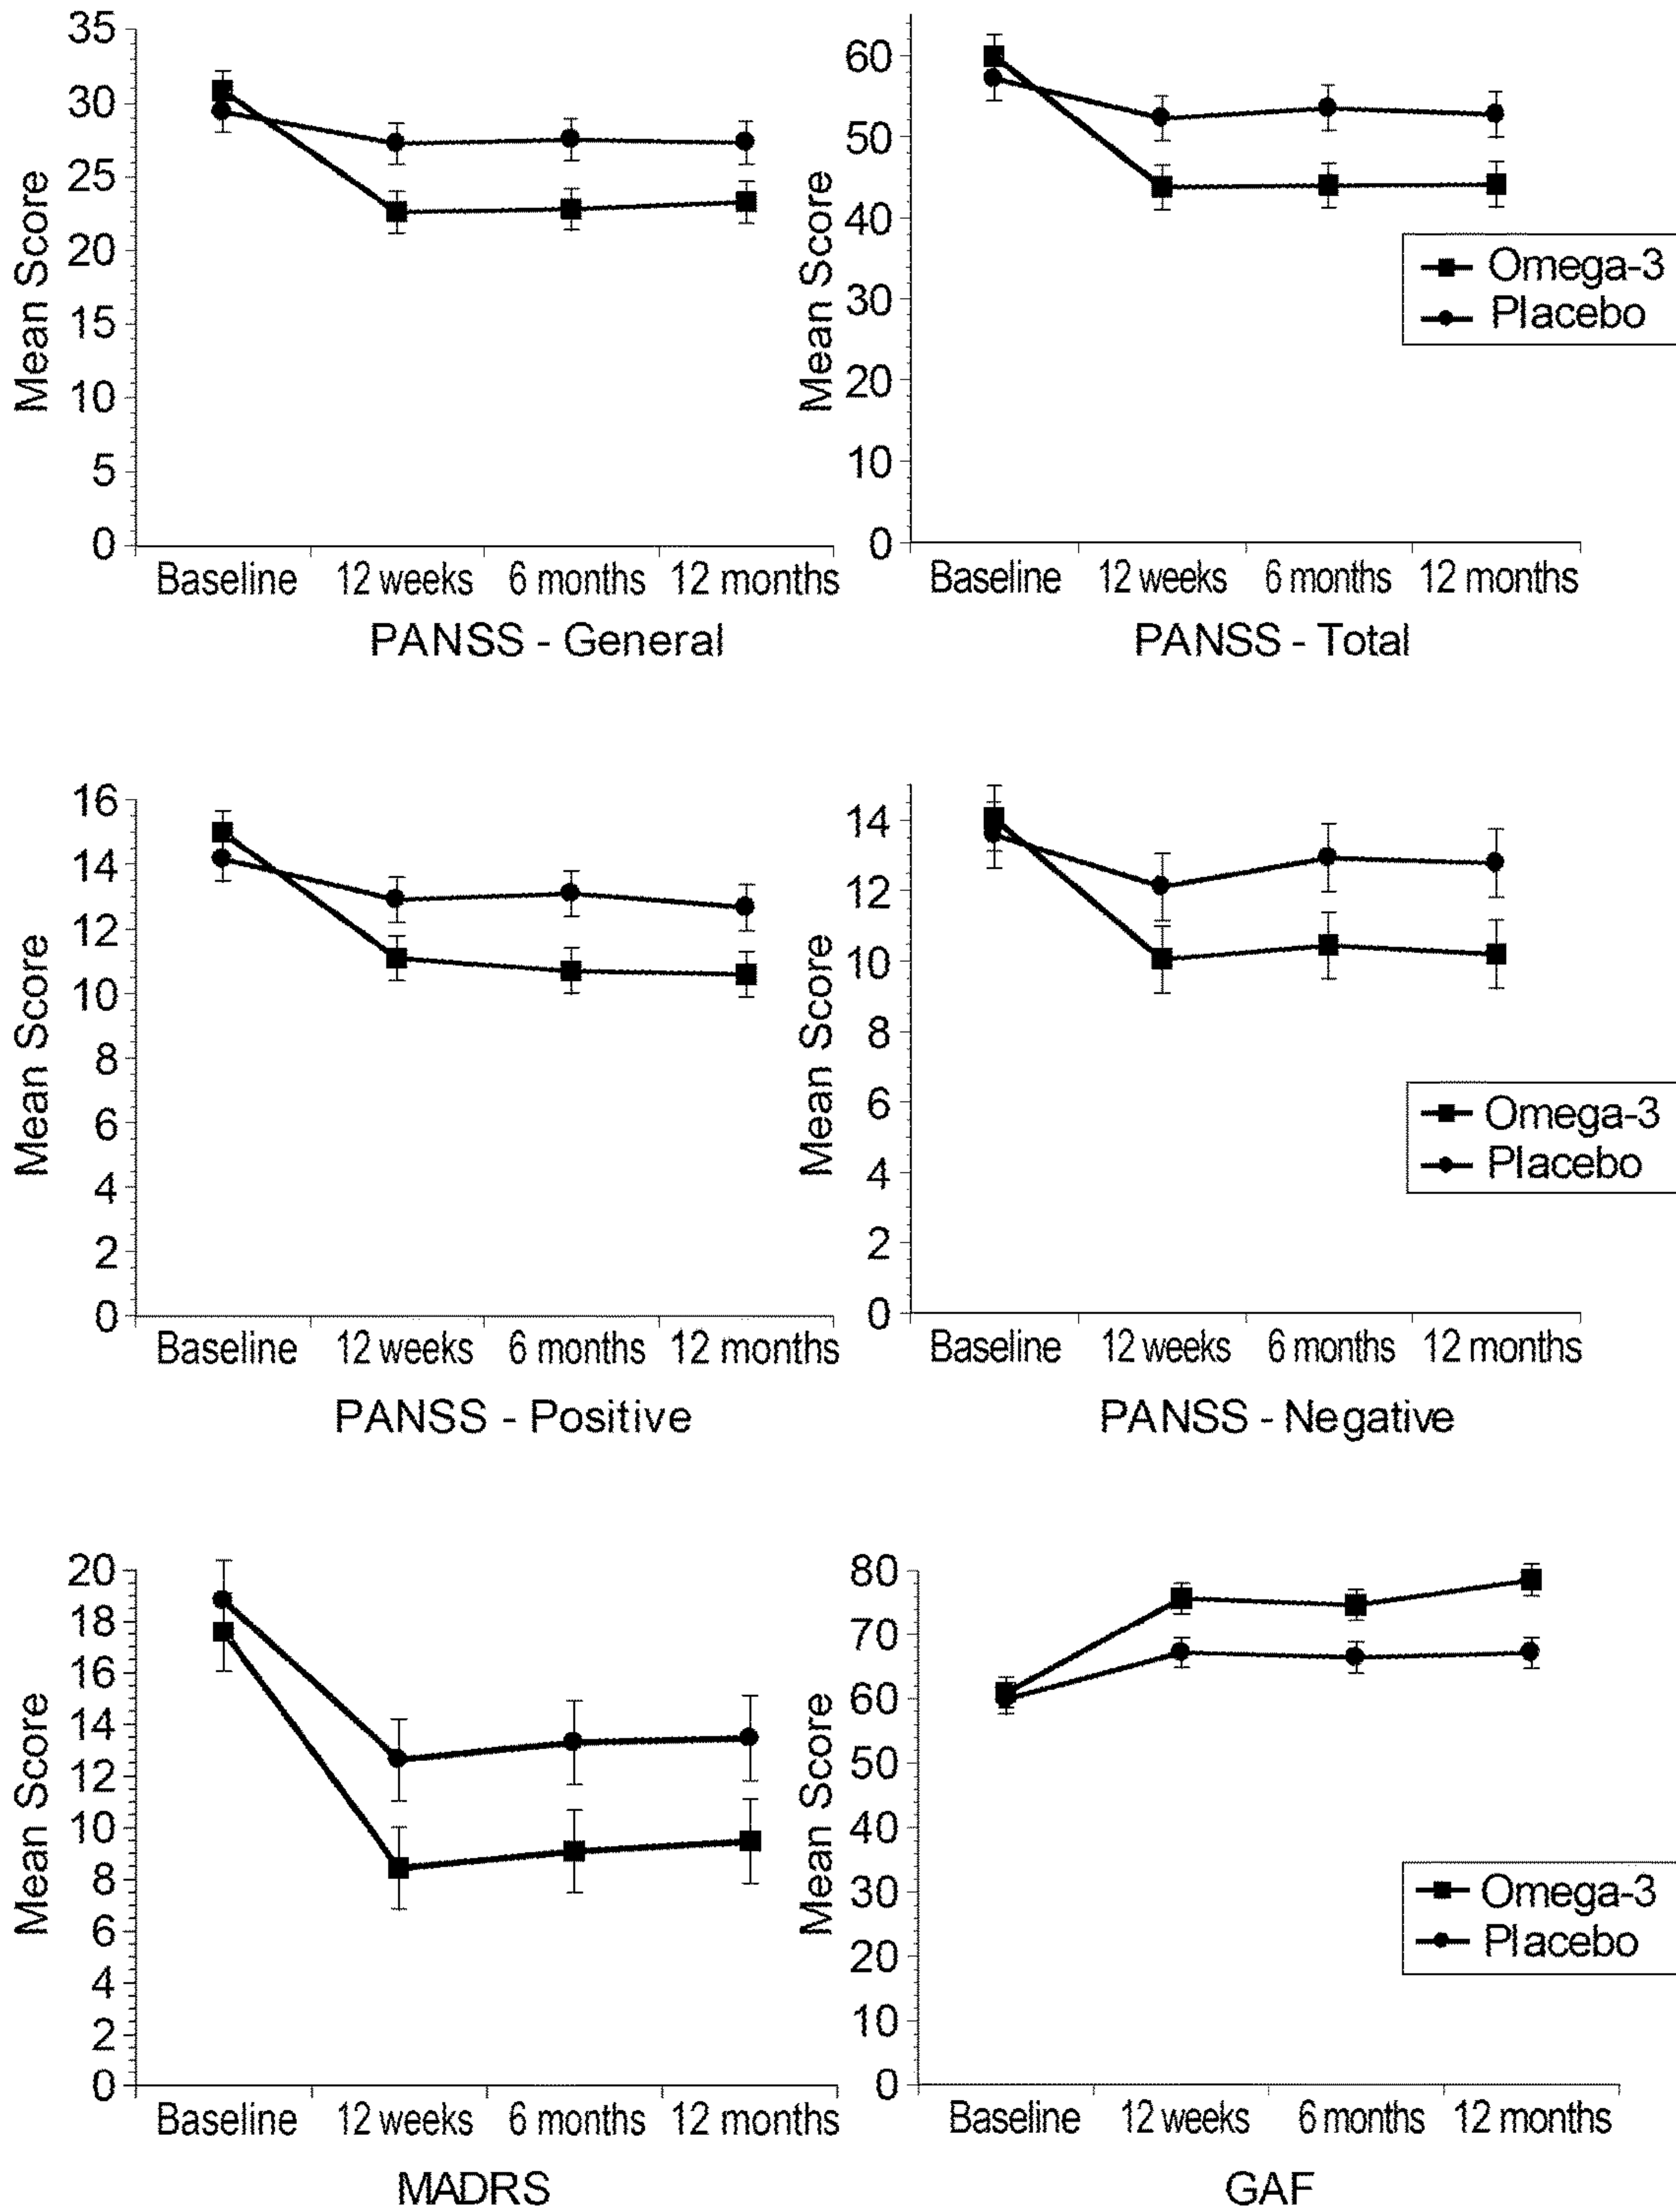 35
30
25
20
15
10
5
0
Mean Score
Baseline 12 weeks 6 months 12 months
PANSS - General
60
50
40
30
20
10
0
Mean Score
Omega-3
Placebo
Baseline 12 weeks 6 months 12 months
PANSS - Total
16
14
12
10
8
6
4
2
0
Mean Score
Baseline 12 weeks 6 months 12 months
PANSS - Positive
14
12
10
8
6
4
2
0
Mean Score
Omega-3
Placebo
Baseline 12 weeks 6 months 12 months
PANSS - Negative
20
18
16
14
12
10
8
6
4
2
0
Mean Score
Baseline 12 weeks 6 months 12 months
MADRS
80
70
60
50
40
30
20
10
0
Mean Score
Omega-3
Placebo
Baseline 12 weeks 6 months 12 months
GAF